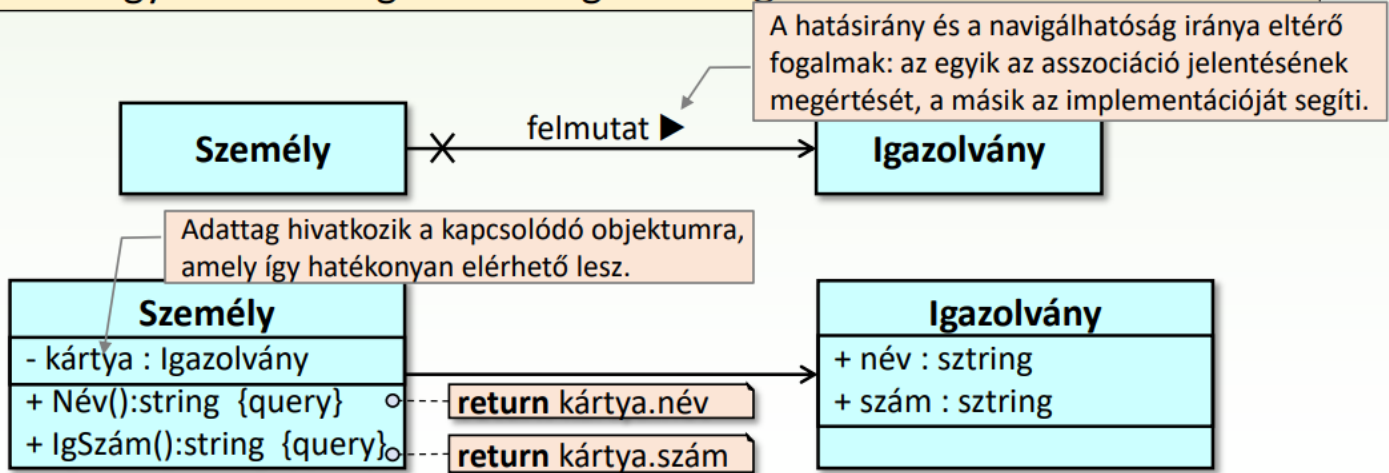 A hatásirány és a navigálhatóság iránya eltérő
fogalmak: az egyik az asszociáció jelentésének
megértését, a másik az implementációját segíti.
felmutat ▶
Személy
Igazolvány
Adattag hivatkozik a kapcsolódó objektumra,
amely így hatékonyan elérhető lesz.
Személy
- kártya : Igazolvány
+ Név():string {query}
+ IgSzám():string {query}
return kártya.név
return kártya.szám
Igazolvány
+ név : sztring
+ szám : sztring